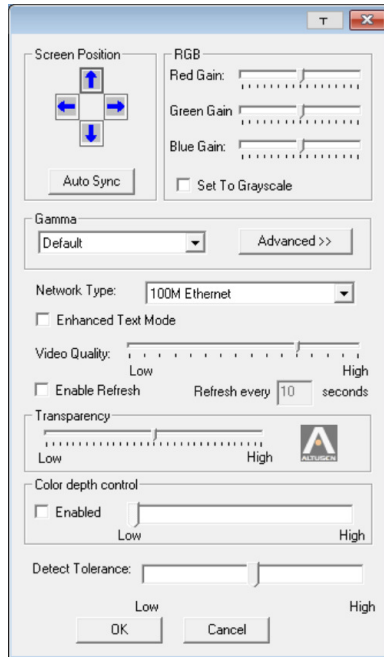 T
Screen Position
RGB
Red Gain:
Green Gain
Blue Gain:
Auto Sync
Set To Grayscale
Gamma
Default
Advanced >>
Network Type:
100M Ethernet
Enhanced Text Mode
Video Quality:
Low High
Enable Refresh
Refresh every 10 seconds
Transparency
Low High
ALTUSEN
Color depth control
Enabled
Low High
Detect Tolerance:
Low High
OK
Cancel